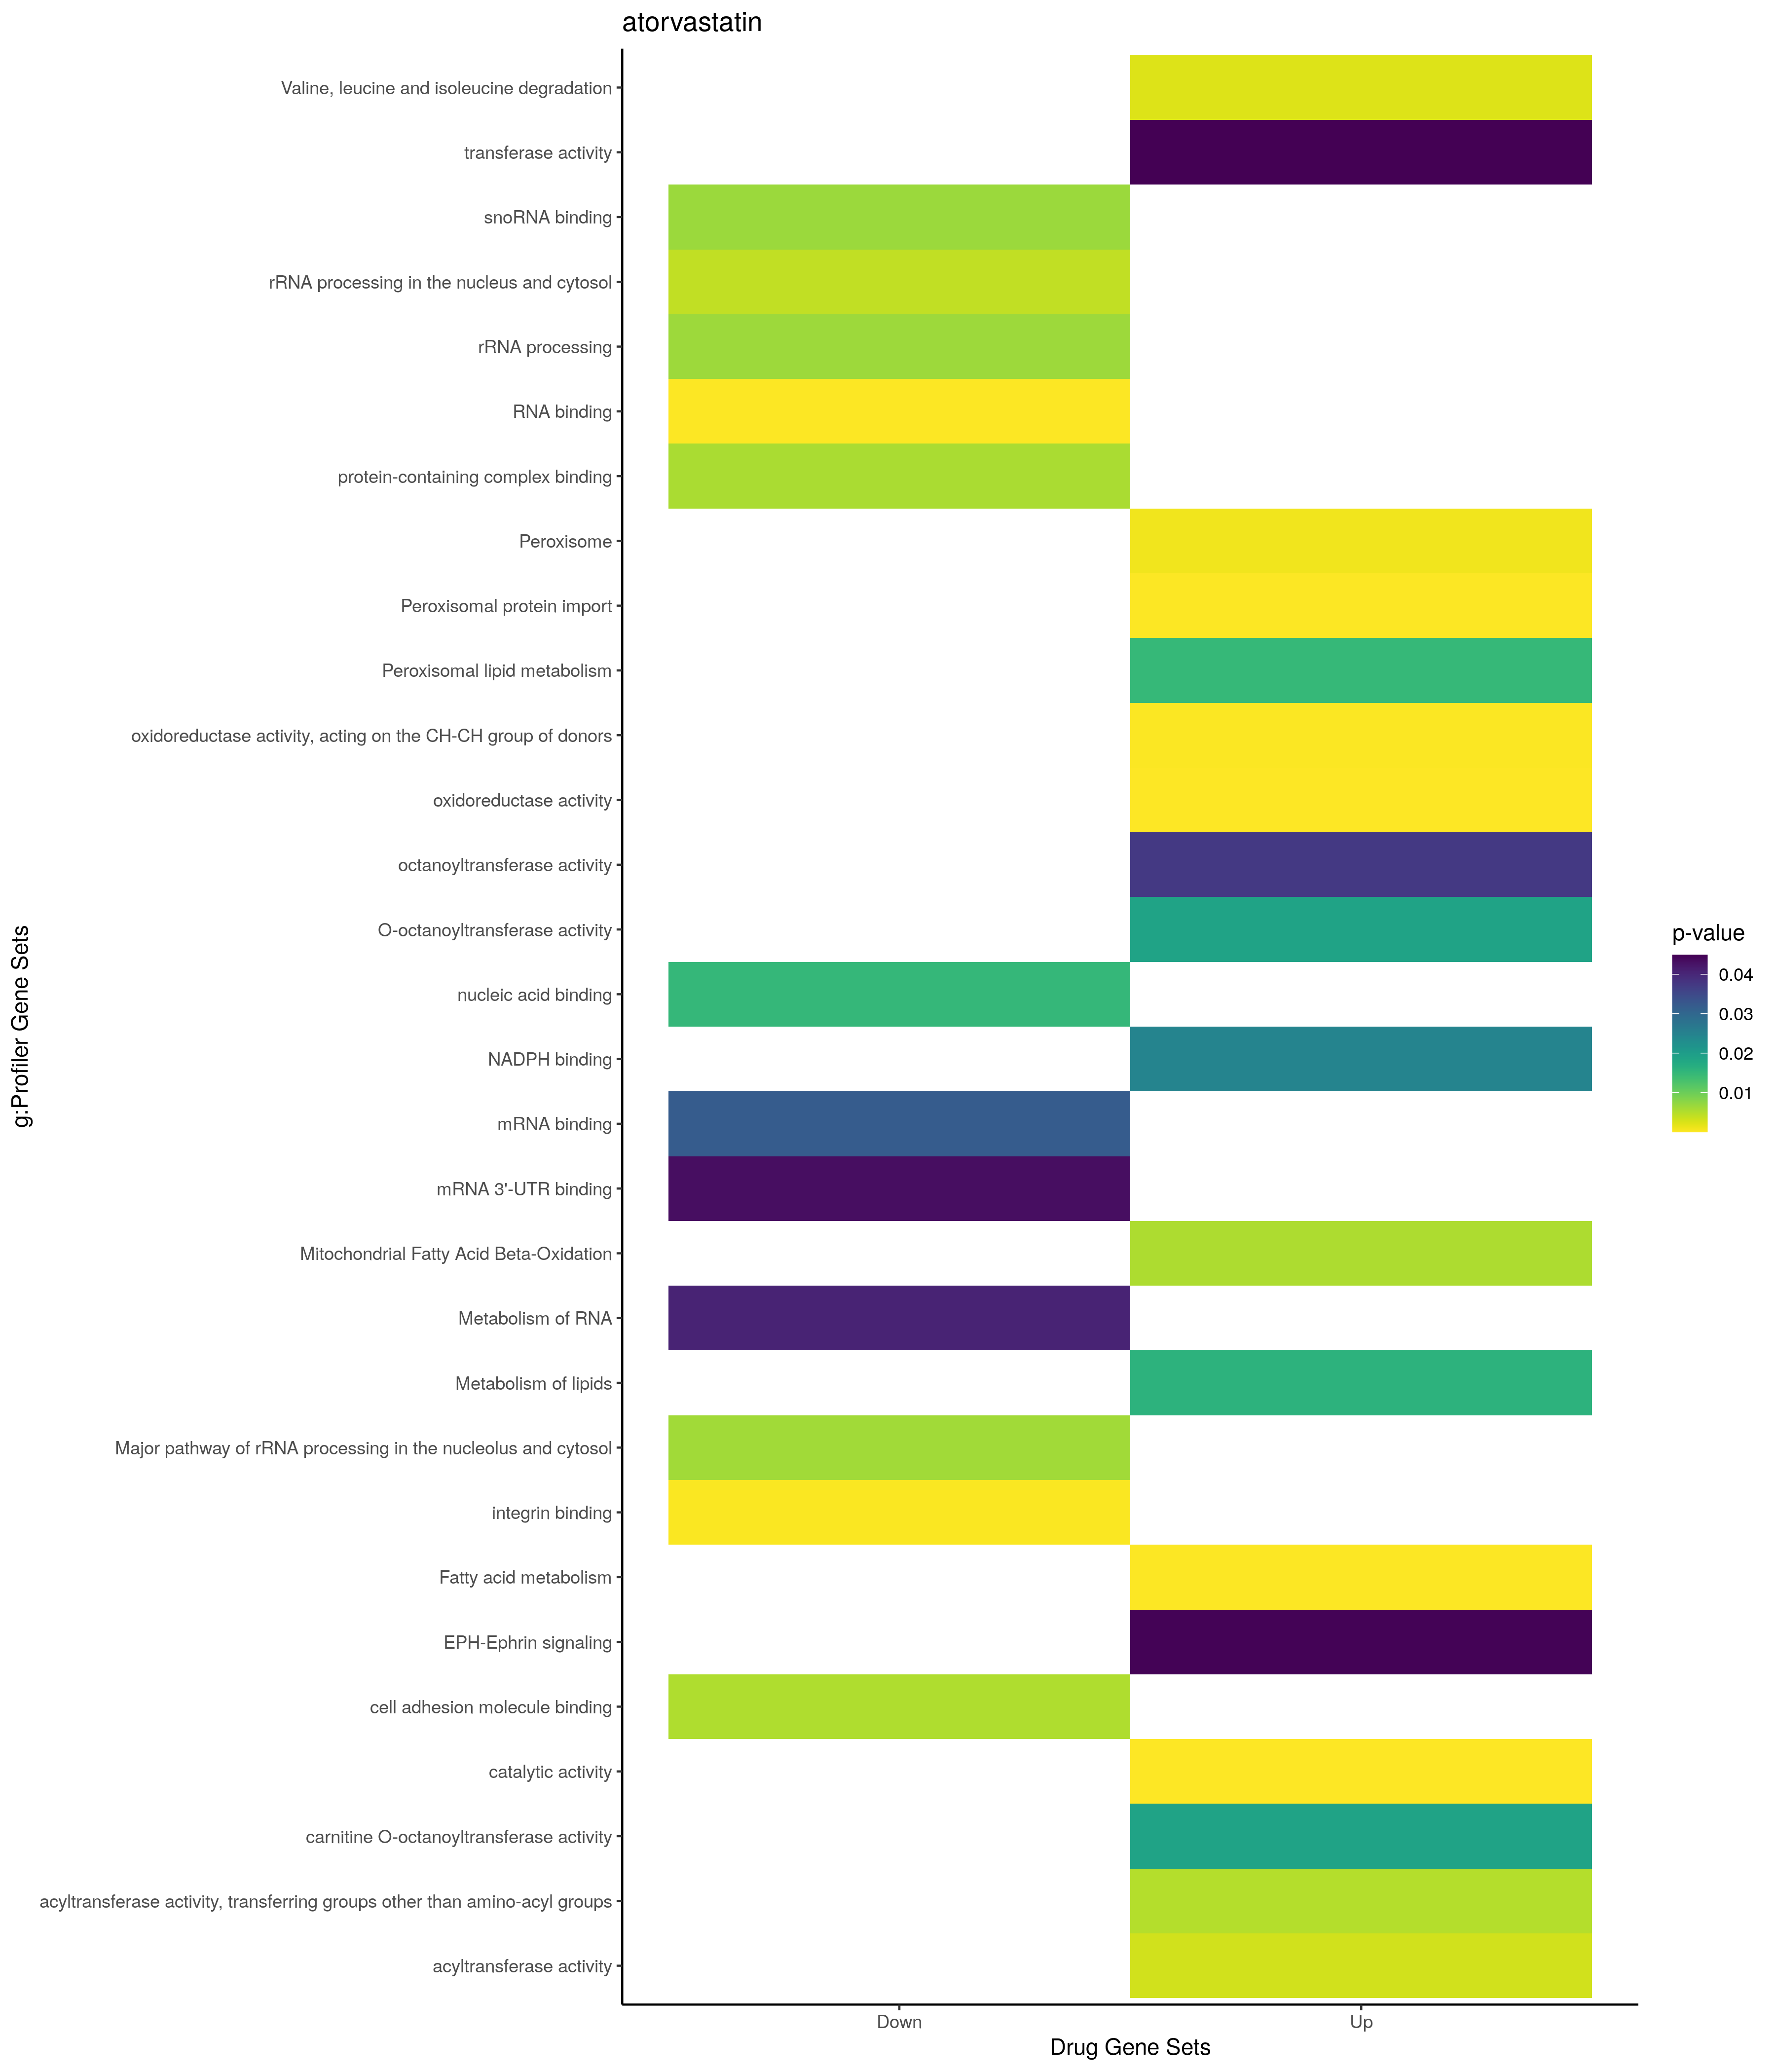 atorvastatin
Valine, leucine and isoleucine degradation
transferase activity
snoRNA binding
rRNA processing in the nucleus and cytosol
rRNA processing
RNA binding
protein-containing complex binding
Peroxisome
Peroxisomal protein import
Peroxisomal lipid metabolism
oxidoreductase activity, acting on the CH-CH group of donors
oxidoreductase activity
octanoyltransferase activity
O-octanoyltransferase activity
nucleic acid binding
NADPH binding
mRNA binding
mRNA 3'-UTR binding
Mitochondrial Fatty Acid Beta-Oxidation
Metabolism of RNA
Metabolism of lipids
Major pathway of rRNA processing in the nucleolus and cytosol
integrin binding
Fatty acid metabolism
EPH-Ephrin signaling
cell adhesion molecule binding
catalytic activity
carnitine O-octanoyltransferase activity
acyltransferase activity, transferring groups other than amino-acyl groups
acyltransferase activity
g:Profiler Gene Sets
Down
Up
Drug Gene Sets
p-value
0.04
0.03
0.02
0.01